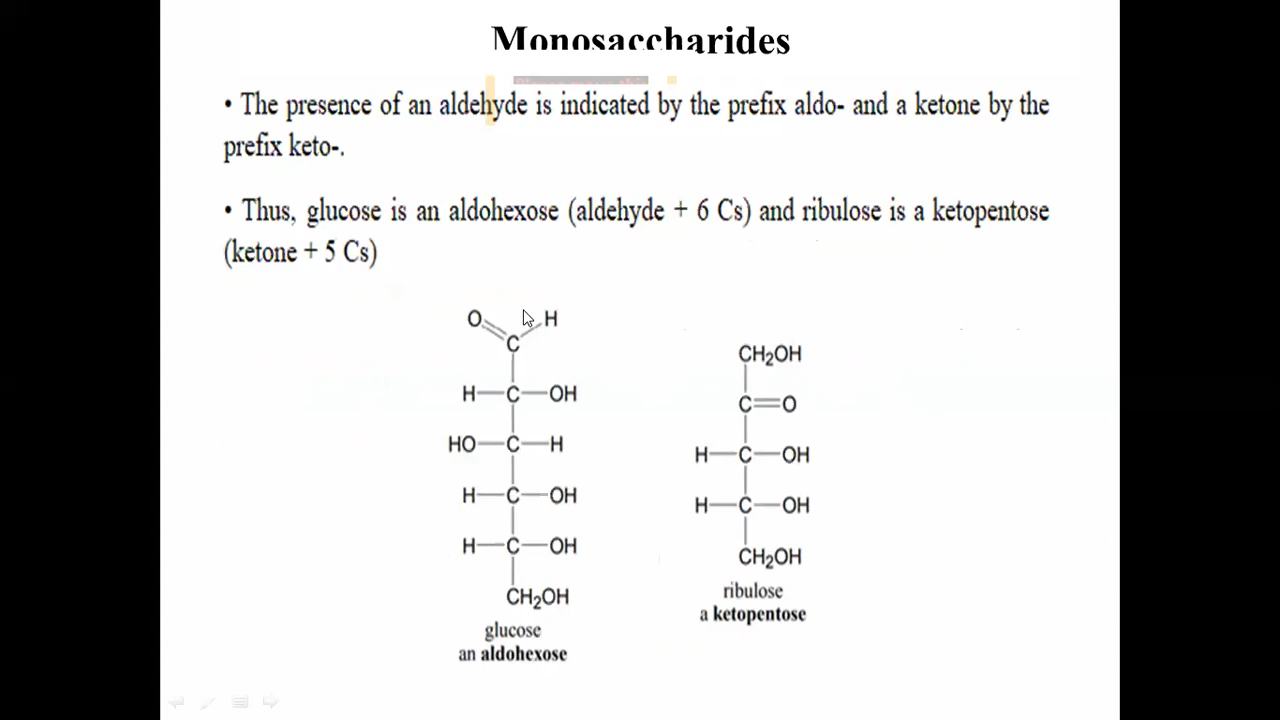 Monosaccharides
• The presence of an aldehyde is indicated by the prefix aldo- and a ketone by the
prefix keto-.
• Thus, glucose is an aldohexose (aldehyde + 6 Cs) and ribulose is a ketopentose
(ketone + 5 Cs)
O H
C
H—C—OH
HO—C—H
H—C—OH
H—C—OH
CH₂OH
glucose
an aldohexose
CH₂OH
C=O
H—C—OH
H—C—OH
CH₂OH
ribulose
a ketopentose